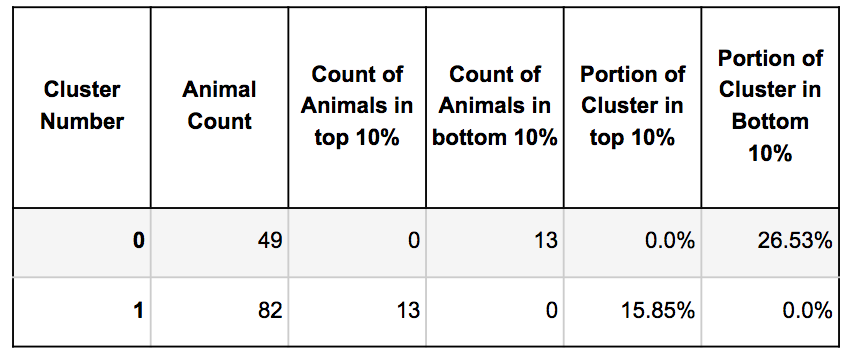 Cluster Number
Animal Count
Count of Animals in top 10%
Count of Animals in bottom 10%
Portion of Cluster in top 10%
Portion of Cluster in Bottom 10%
0 49 0 13 0.0% 26.53%
1 82 13 0 15.85% 0.0%